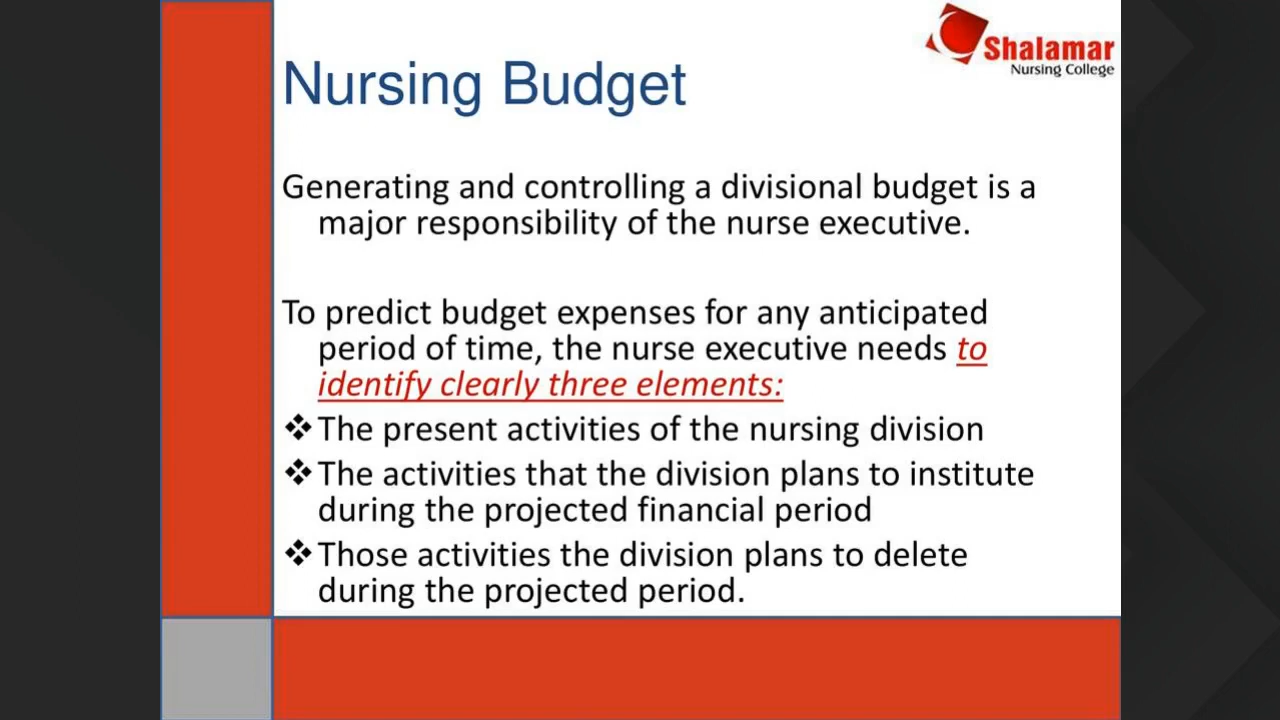 Shalamar
Nursing College
Nursing Budget
Generating and controlling a divisional budget is a
major responsibility of the nurse executive.
To predict budget expenses for any anticipated
period of time, the nurse executive needs to
identify clearly three elements:
❖The present activities of the nursing division
❖The activities that the division plans to institute
during the projected financial period
❖Those activities the division plans to delete
during the projected period.